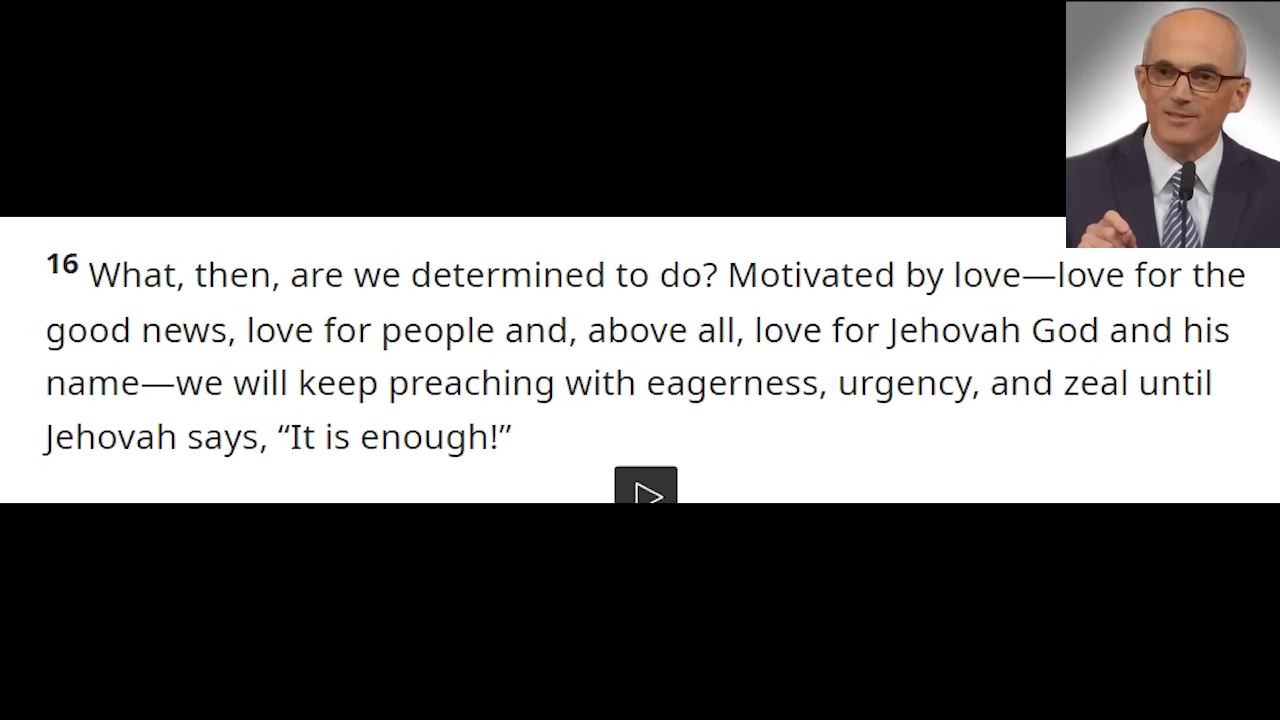 16 What, then, are we determined to do? Motivated by love—love for the
good news, love for people and, above all, love for Jehovah God and his
name—we will keep preaching with eagerness, urgency, and zeal until
Jehovah says, “It is enough!”